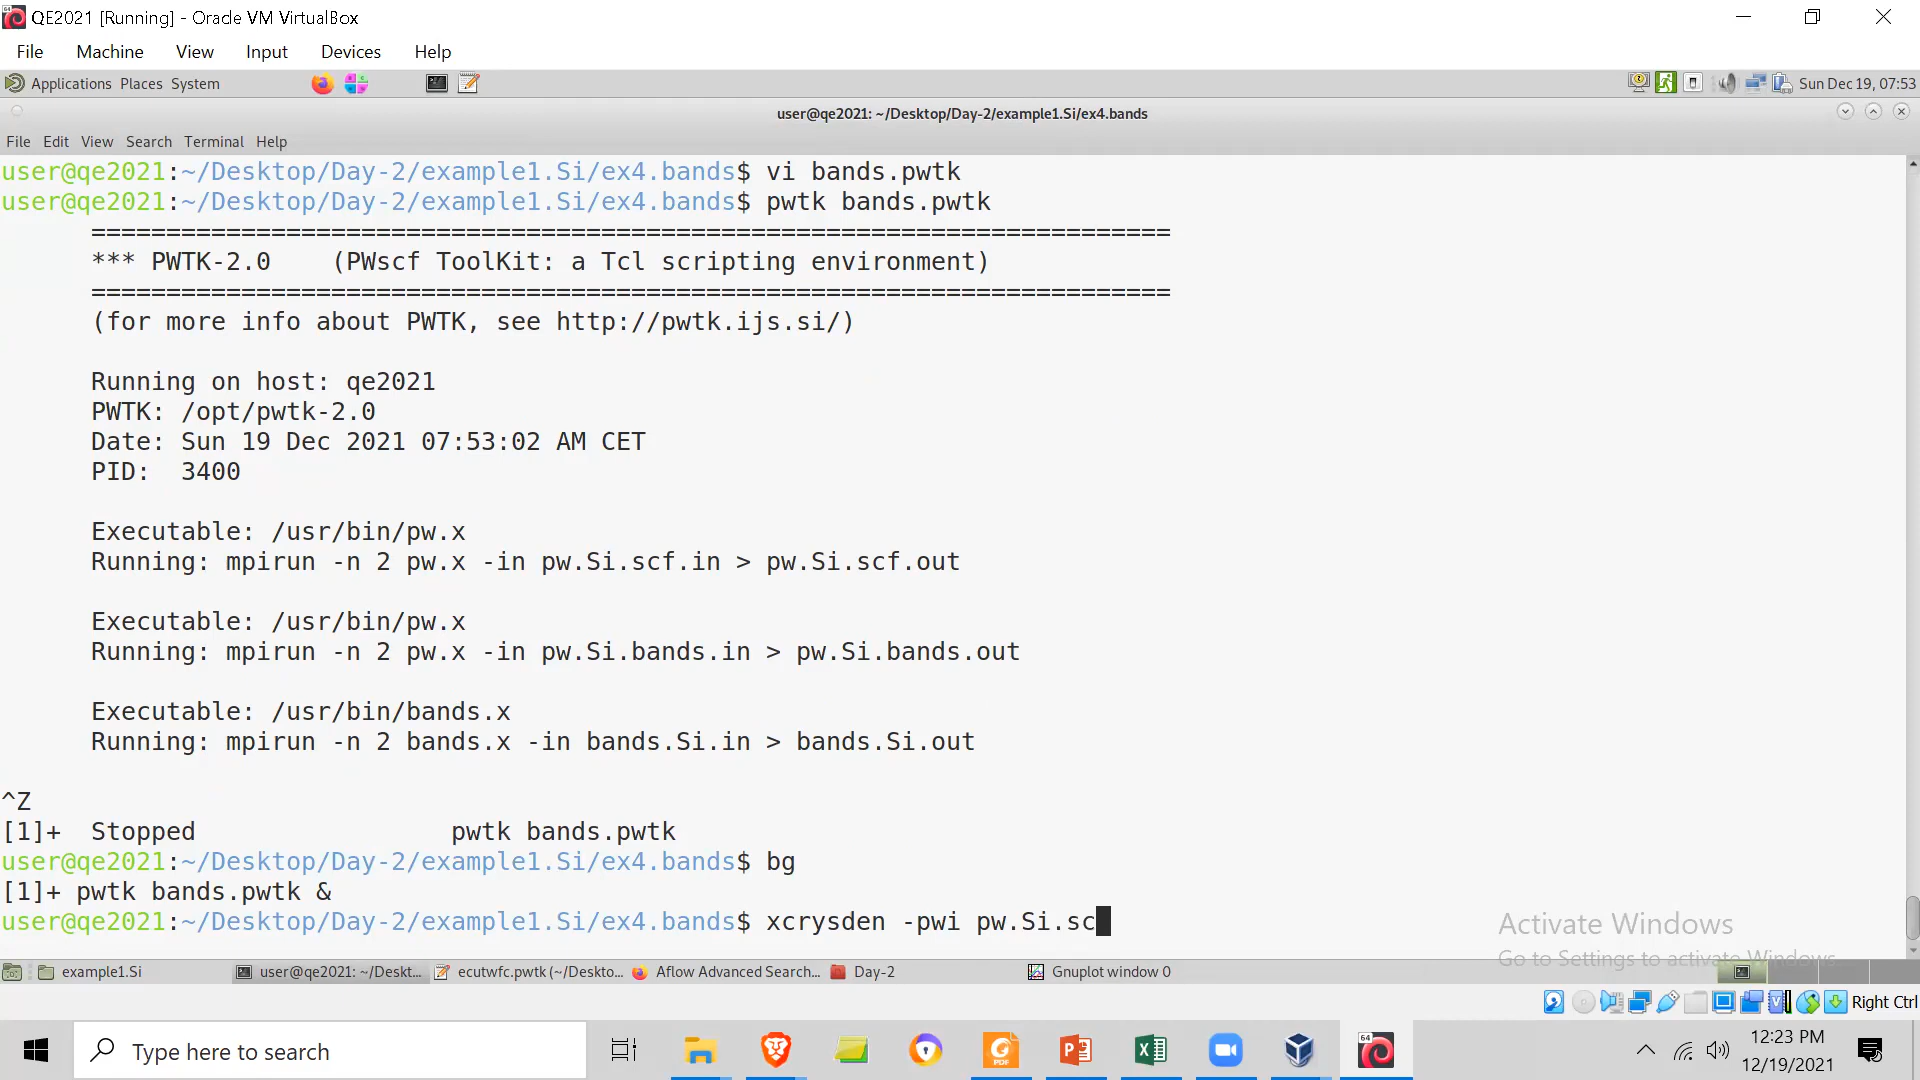 QE2021 [Running] - Oracle VM VirtualBox
File Machine View Input Devices Help
Applications Places System
Sun Dec 19, 07:53
user@qe2021: ~/Desktop/Day-2/example1.Si/ex4.bands
File Edit View Search Terminal Help
user@qe2021:~/Desktop/Day-2/example1.Si/ex4.bands$ vi bands.pwtk
user@qe2021:~/Desktop/Day-2/example1.Si/ex4.bands$ pwtk bands.pwtk
========================================================================
*** PWTK-2.0    (PWscf ToolKit: a Tcl scripting environment)
========================================================================
(for more info about PWTK, see http://pwtk.ijs.si/)
Running on host: qe2021
PWTK: /opt/pwtk-2.0
Date: Sun 19 Dec 2021 07:53:02 AM CET
PID:  3400
Executable: /usr/bin/pw.x
Running: mpirun -n 2 pw.x -in pw.Si.scf.in > pw.Si.scf.out
Executable: /usr/bin/pw.x
Running: mpirun -n 2 pw.x -in pw.Si.bands.in > pw.Si.bands.out
Executable: /usr/bin/bands.x
Running: mpirun -n 2 bands.x -in bands.Si.in > bands.Si.out
^Z
[1]+  Stopped                 pwtk bands.pwtk
user@qe2021:~/Desktop/Day-2/example1.Si/ex4.bands$ bg
[1]+ pwtk bands.pwtk &
user@qe2021:~/Desktop/Day-2/example1.Si/ex4.bands$ xcrysden -pwi pw.Si.sc
Activate Windows
Go to Settings to activate Windows.
example1.Si
user@qe2021: ~/Deskt...
ecutwfc.pwtk (~/Deskto...
Aflow Advanced Search...
Day-2
Gnuplot window 0
Right Ctrl
Type here to search
64
12:23 PM
12/19/2021